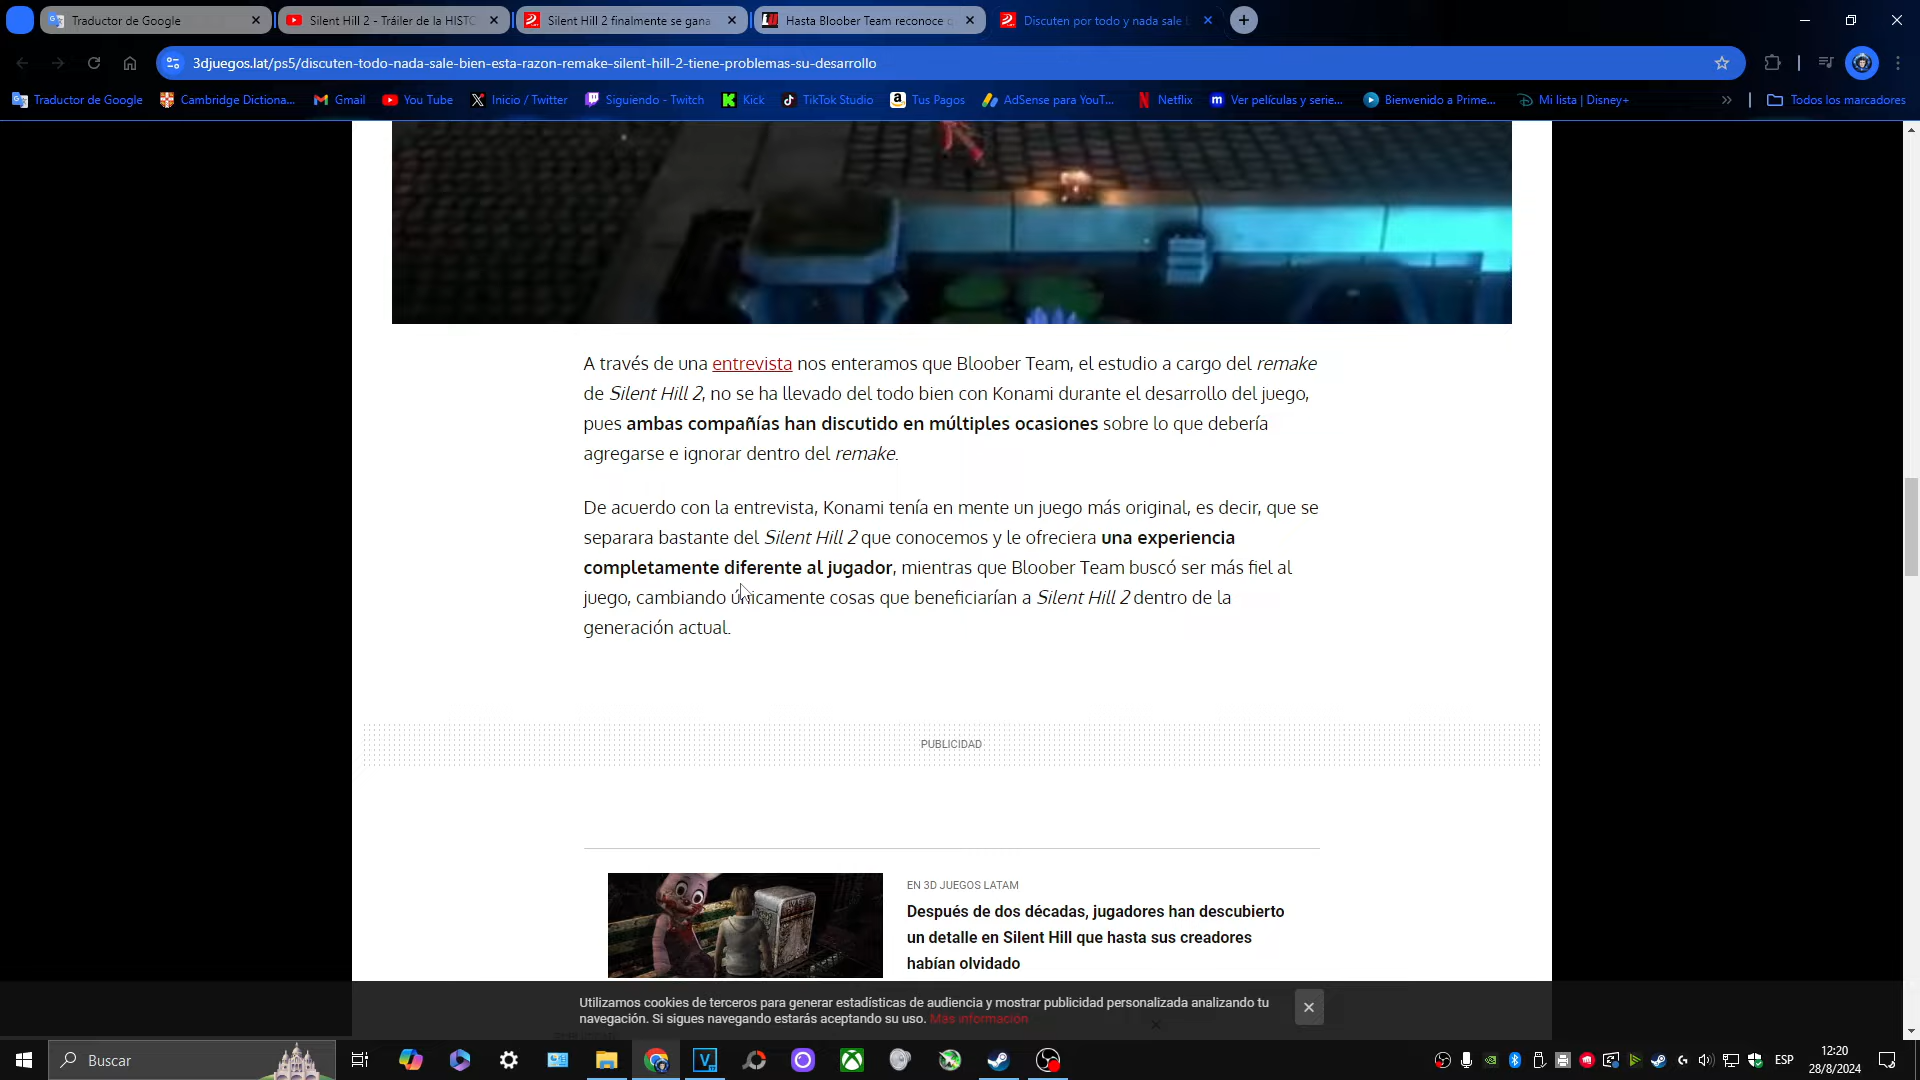 Traductor de Google
Silent Hill 2 - Tráiler de la HISTO
Silent Hill 2 finalmente se gana
Hasta Bloober Team reconoce q
Discuten por todo y nada sale
3djuegos.lat/ps5/discuten-todo-nada-sale-bien-esta-razon-remake-silent-hill-2-tiene-problemas-su-desarrollo
Traductor de Google
Cambridge Dictiona...
Gmail
You Tube
Inicio / Twitter
Siguiendo - Twitch
Kick
TikTok Studio
Tus Pagos
AdSense para YouT...
Netflix
Ver películas y serie...
Bienvenido a Prime...
Mi lista | Disney+
Todos los marcadores
A través de una entrevista nos enteramos que Bloober Team, el estudio a cargo del remake
de Silent Hill 2, no se ha llevado del todo bien con Konami durante el desarrollo del juego,
pues ambas compañías han discutido en múltiples ocasiones sobre lo que debería
agregarse e ignorar dentro del remake.
De acuerdo con la entrevista, Konami tenía en mente un juego más original, es decir, que se
separara bastante del Silent Hill 2 que conocemos y le ofreciera una experiencia
completamente diferente al jugador, mientras que Bloober Team buscó ser más fiel al
juego, cambiando únicamente cosas que beneficiarían a Silent Hill 2 dentro de la
generación actual.
PUBLICIDAD
EN 3D JUEGOS LATAM
Después de dos décadas, jugadores han descubierto
un detalle en Silent Hill que hasta sus creadores
habían olvidado
Utilizamos cookies de terceros para generar estadísticas de audiencia y mostrar publicidad personalizada analizando tu
navegación. Si sigues navegando estarás aceptando su uso. Más información
Buscar
ESP
12:20
28/8/2024